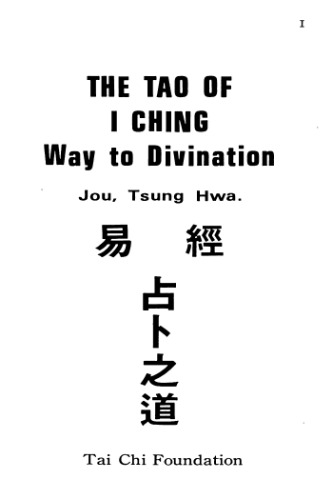 I
THE TAO OF
I CHING
Way to Divination
Jou, Tsung Hwa.
易 經
占
卜
之
道
Tai Chi Foundation